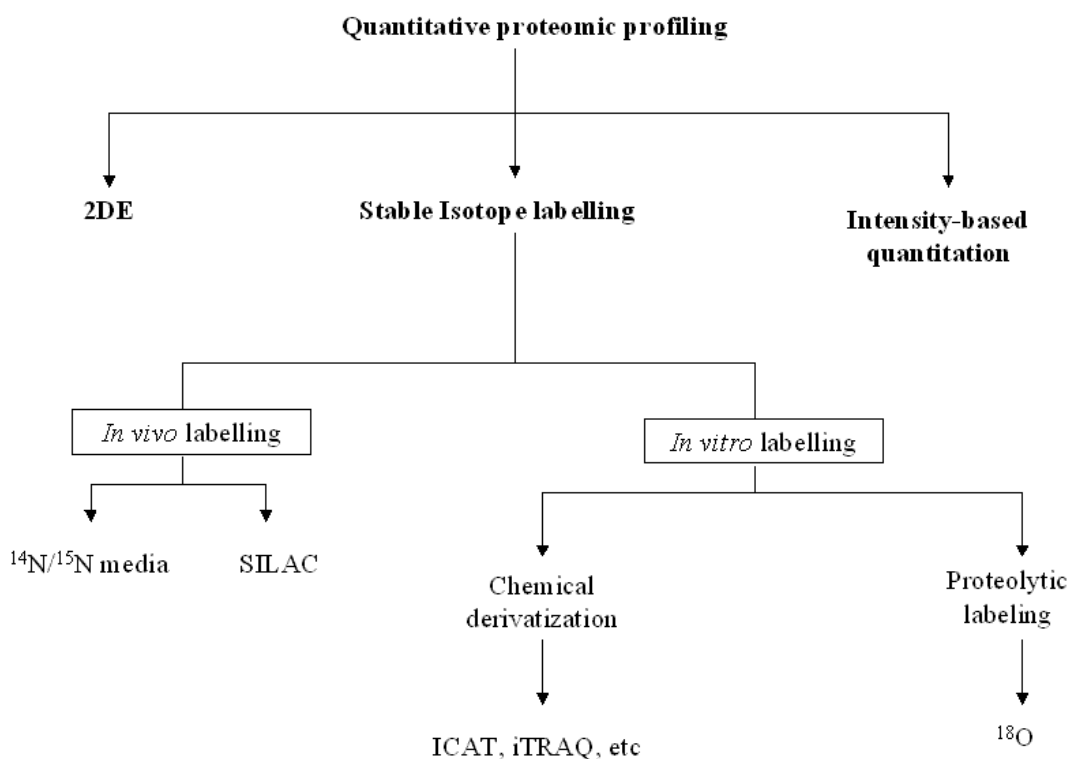 Quantitative proteomic profiling
2DE
Stable Isotope labelling
Intensity-based
quantitation
In vivo labelling
In vitro labelling
¹⁴N/¹⁵N media
SILAC
Chemical
derivatization
Proteolytic
labeling
ICAT, iTRAQ, etc
¹⁸O